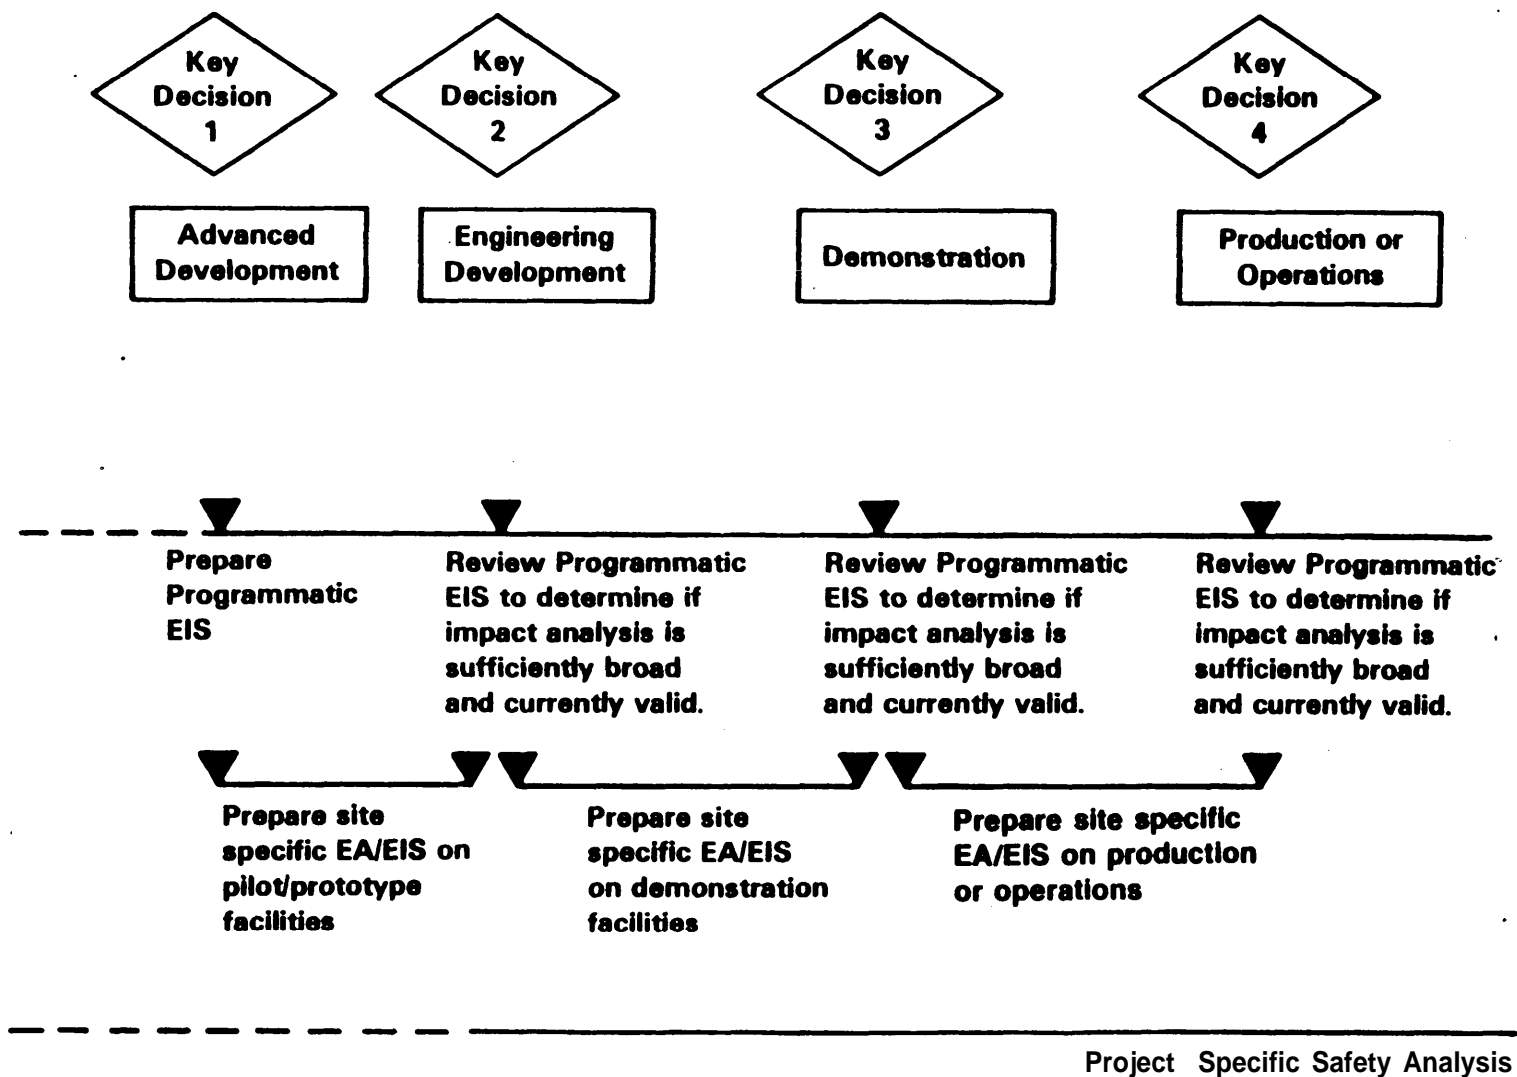 Key
Decision
1
Key
Decision
2
Key
Decision
3
Key
Decision
4
Advanced
Development
Engineering
Development
Demonstration
Production or
Operations
Prepare
Programmatic
EIS
Review Programmatic
EIS to determine if
impact analysis is
sufficiently broad
and currently valid.
Review Programmatic
EIS to determine if
impact analysis is
sufficiently broad
and currently valid.
Review Programmatic
EIS to determine if
impact analysis is
sufficiently broad
and currently valid.
Prepare site
specific EA/EIS on
pilot/prototype
facilities
Prepare site
specific EA/EIS
on demonstration
facilities
Prepare site specific
EA/EIS on production
or operations
Project Specific Safety Analysis